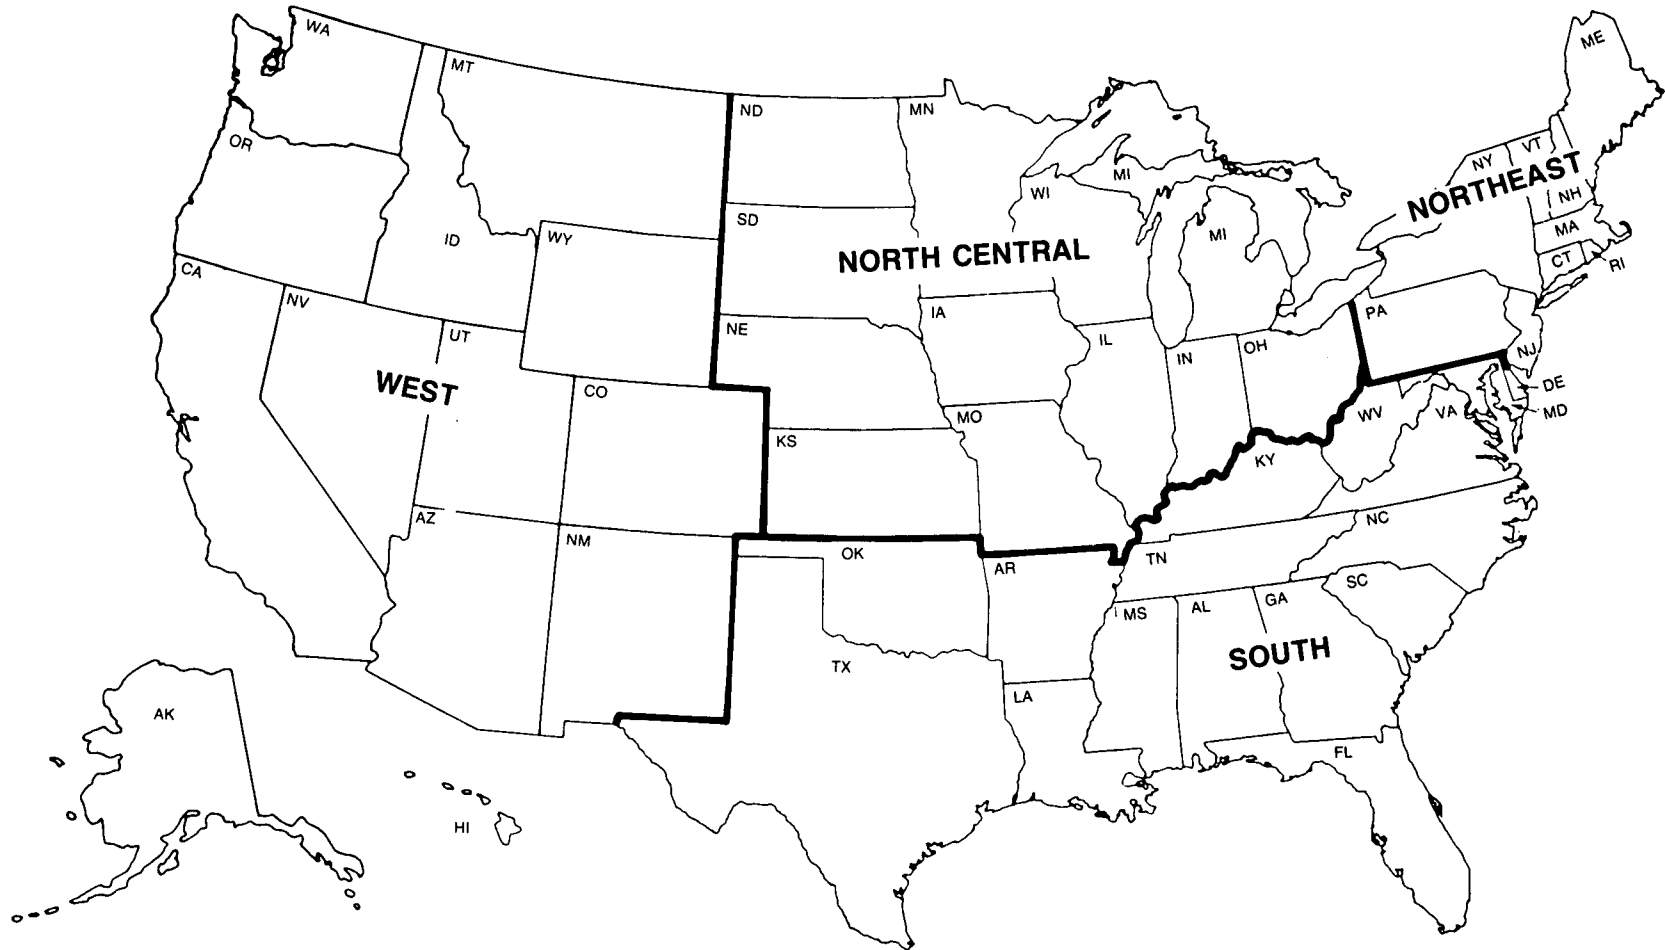 WA
MT
ND
MN
ME
OR
NY
VT
MI
WI
NORTHEAST
NH
SD
MI
MA
ID
WY
NORTH CENTRAL
CT
RI
CA
NV
IA
PA
NE
UT
IL
OH
IN
NJ
WEST
CO
DE
MD
MO
WV
VA
KS
KY
AZ
NC
NM
OK
TN
AR
SC
GA
AL
MS
SOUTH
TX
LA
AK
FL
HI